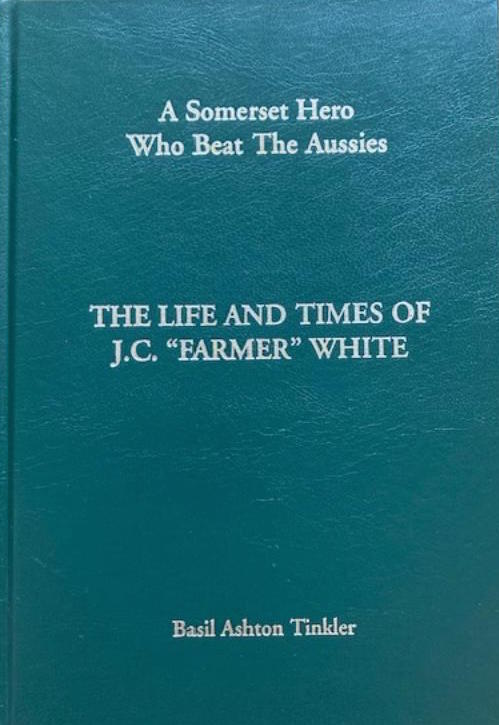 A Somerset Hero
Who Beat The Aussies
THE LIFE AND TIMES OF
J.C. “FARMER” WHITE
Basil Ashton Tinkler